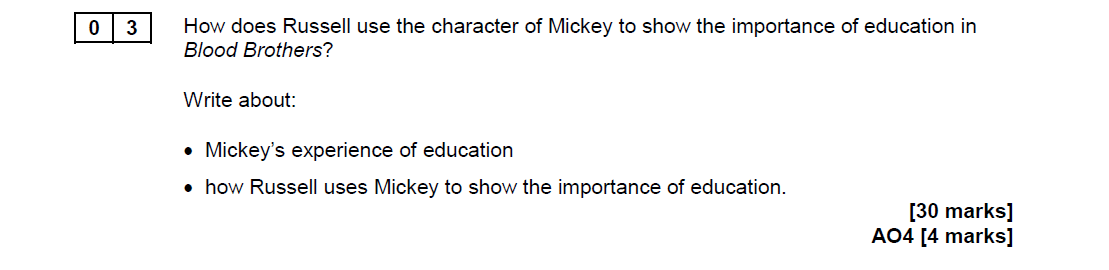 0 3 How does Russell use the character of Mickey to show the importance of education in
Blood Brothers?
Write about:
• Mickey's experience of education
• how Russell uses Mickey to show the importance of education.
[30 marks]
AO4 [4 marks]